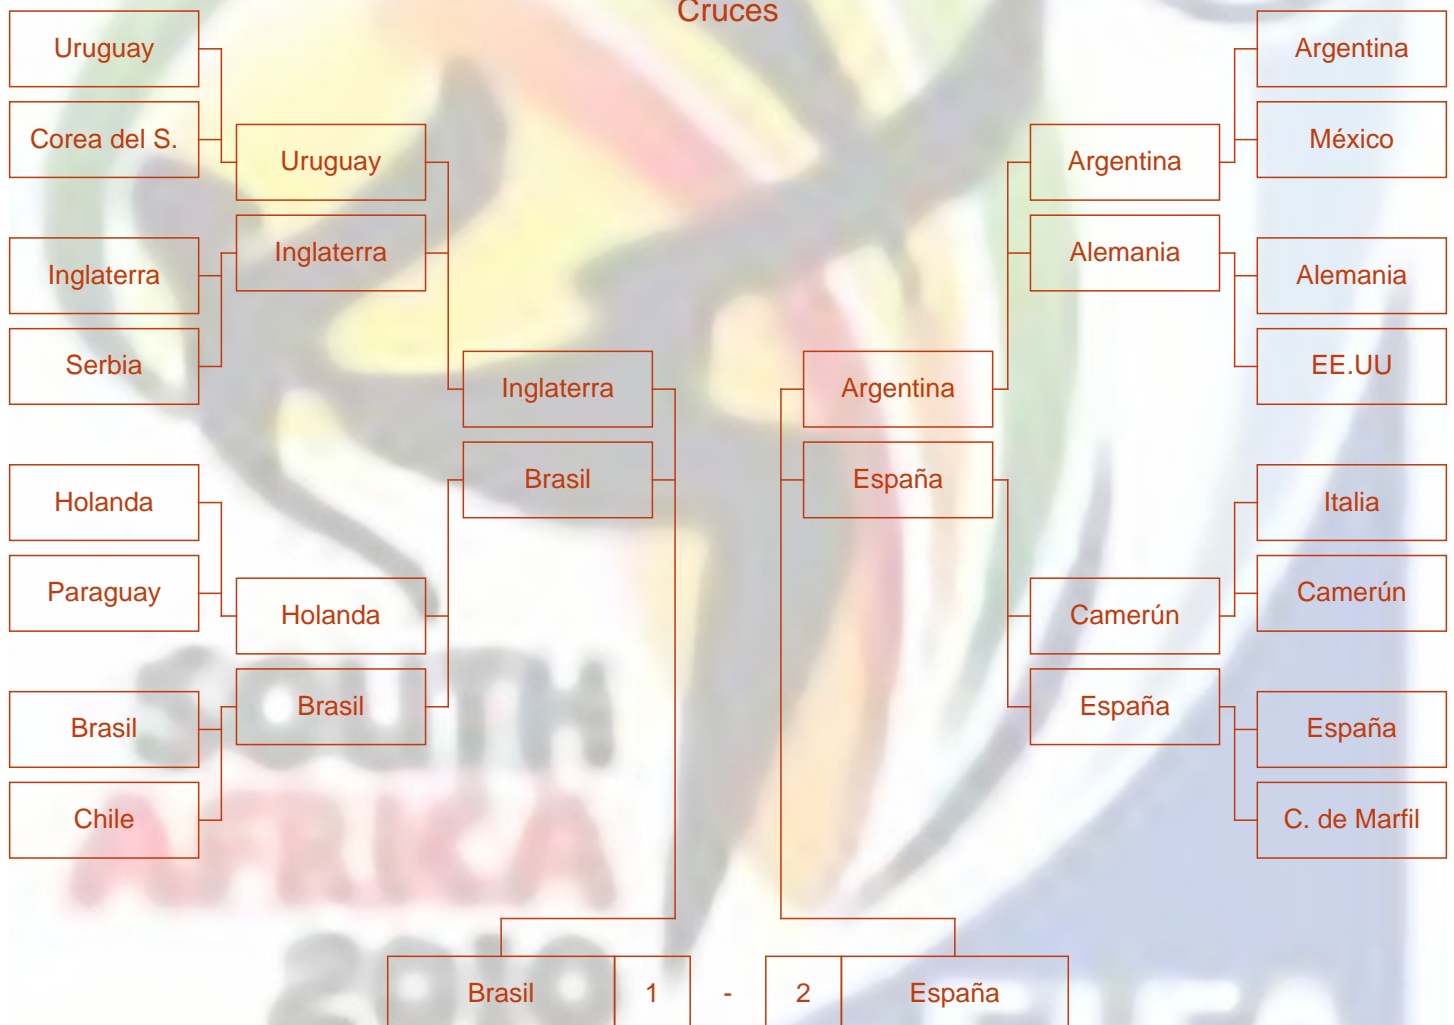 Cruces
Uruguay
Corea del S.
Uruguay
Inglaterra
Inglaterra
Serbia
Inglaterra
Brasil
Holanda
Paraguay
Holanda
Brasil
Brasil
Chile
Argentina
México
Argentina
Alemania
Alemania
EE.UU
Argentina
España
Italia
Camerún
Camerún
España
España
C. de Marfil
SOUTH
AFRICA
2010
FIFA
Brasil 1 - 2 España